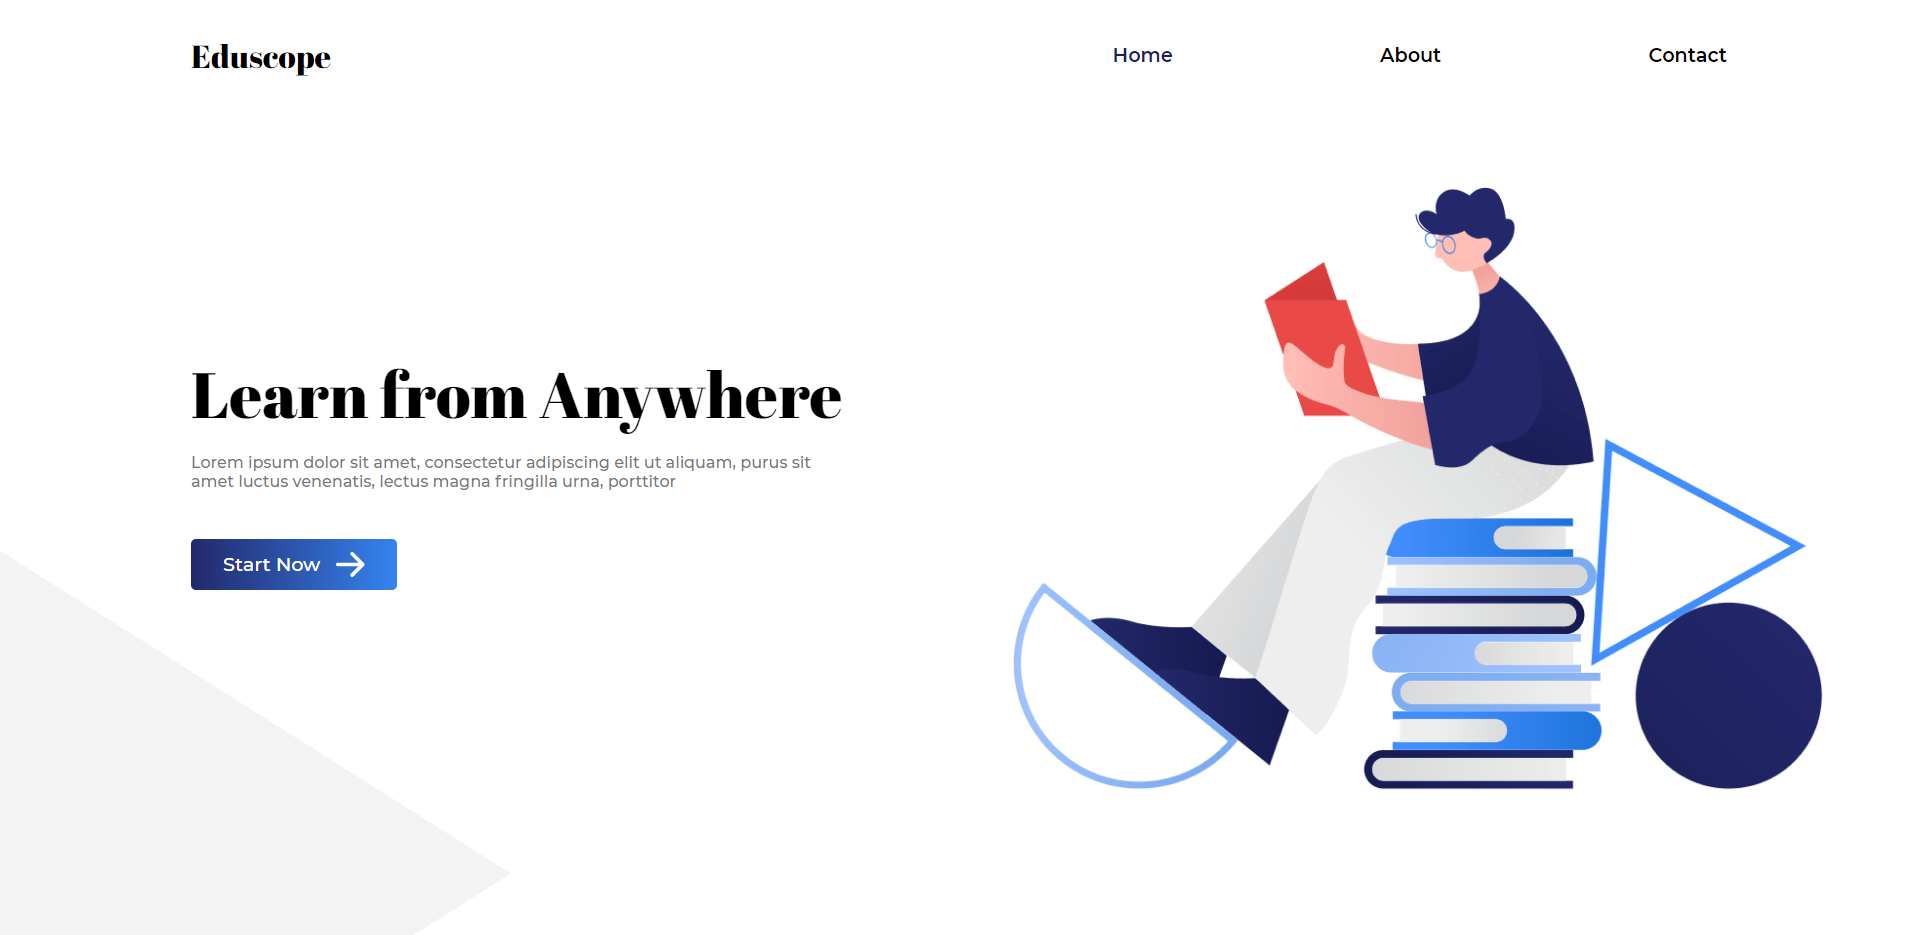 Eduscope
Home
About
Contact
Learn from Anywhere
Lorem ipsum dolor sit amet, consectetur adipiscing elit ut aliquam, purus sit
amet luctus venenatis, lectus magna fringilla urna, porttitor
Start Now